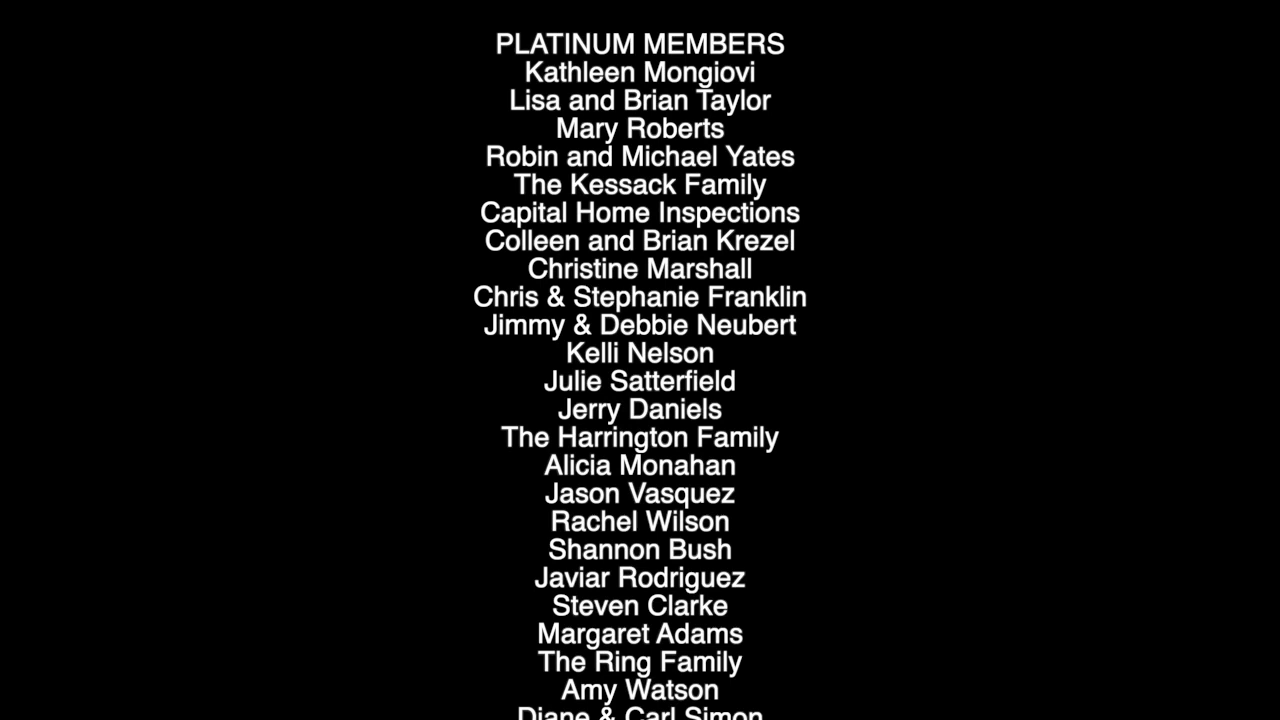 PLATINUM MEMBERS
Kathleen Mongiovi
Lisa and Brian Taylor
Mary Roberts
Robin and Michael Yates
The Kessack Family
Capital Home Inspections
Colleen and Brian Krezel
Christine Marshall
Chris & Stephanie Franklin
Jimmy & Debbie Neubert
Kelli Nelson
Julie Satterfield
Jerry Daniels
The Harrington Family
Alicia Monahan
Jason Vasquez
Rachel Wilson
Shannon Bush
Javiar Rodriguez
Steven Clarke
Margaret Adams
The Ring Family
Amy Watson
Diane & Carl Simon